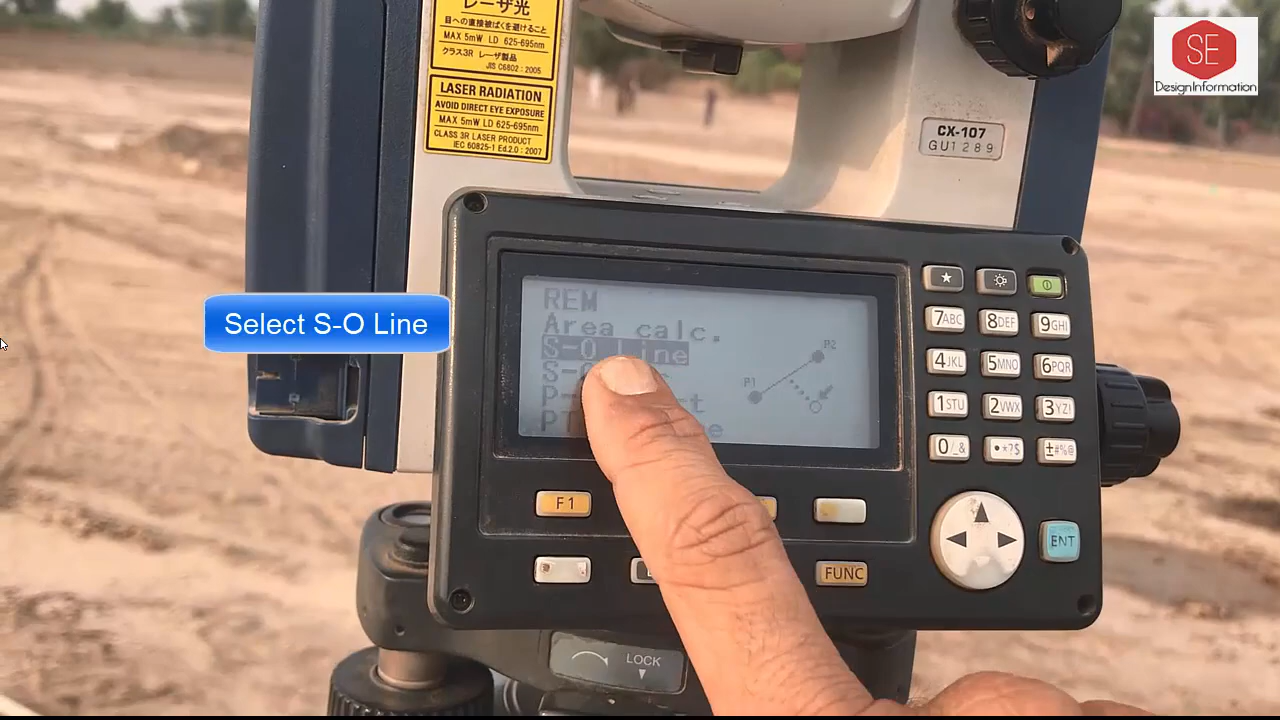 レーザ光
目への直接被ばくを避けること
MAX 5mW LD 625-695nm
クラス3R レーザ製品
JIS C6802 : 2005
LASER RADIATION
AVOID DIRECT EYE EXPOSURE
MAX 5mW LD 625-695nm
CLASS 3R LASER PRODUCT
IEC 60825-1 Ed.2.0 : 2007
SE
DesignInformation
CX-107
GU1289
Select S-O Line
REM
Area calc.
S-O Line
P1
P2
★
7ABC
8DEF
9GHI
4JKL
5MNO
6PQR
1STU
2VWX
3YZ!
0/_&
•*?$
±#%@
F1
FUNC
ENT
LOCK